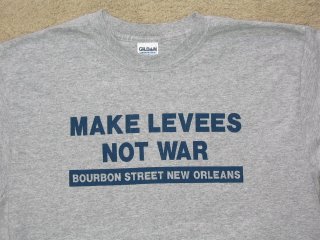 GILDAN
MAKE LEVEES
NOT WAR
BOURBON STREET NEW ORLEANS